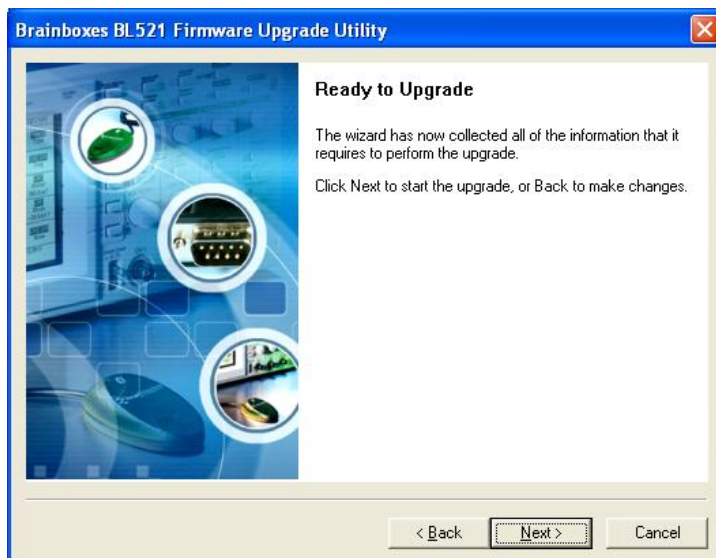 Brainboxes BL521 Firmware Upgrade Utility
Ready to Upgrade
The wizard has now collected all of the information that it
requires to perform the upgrade.
Click Next to start the upgrade, or Back to make changes.
< Back
Next >
Cancel